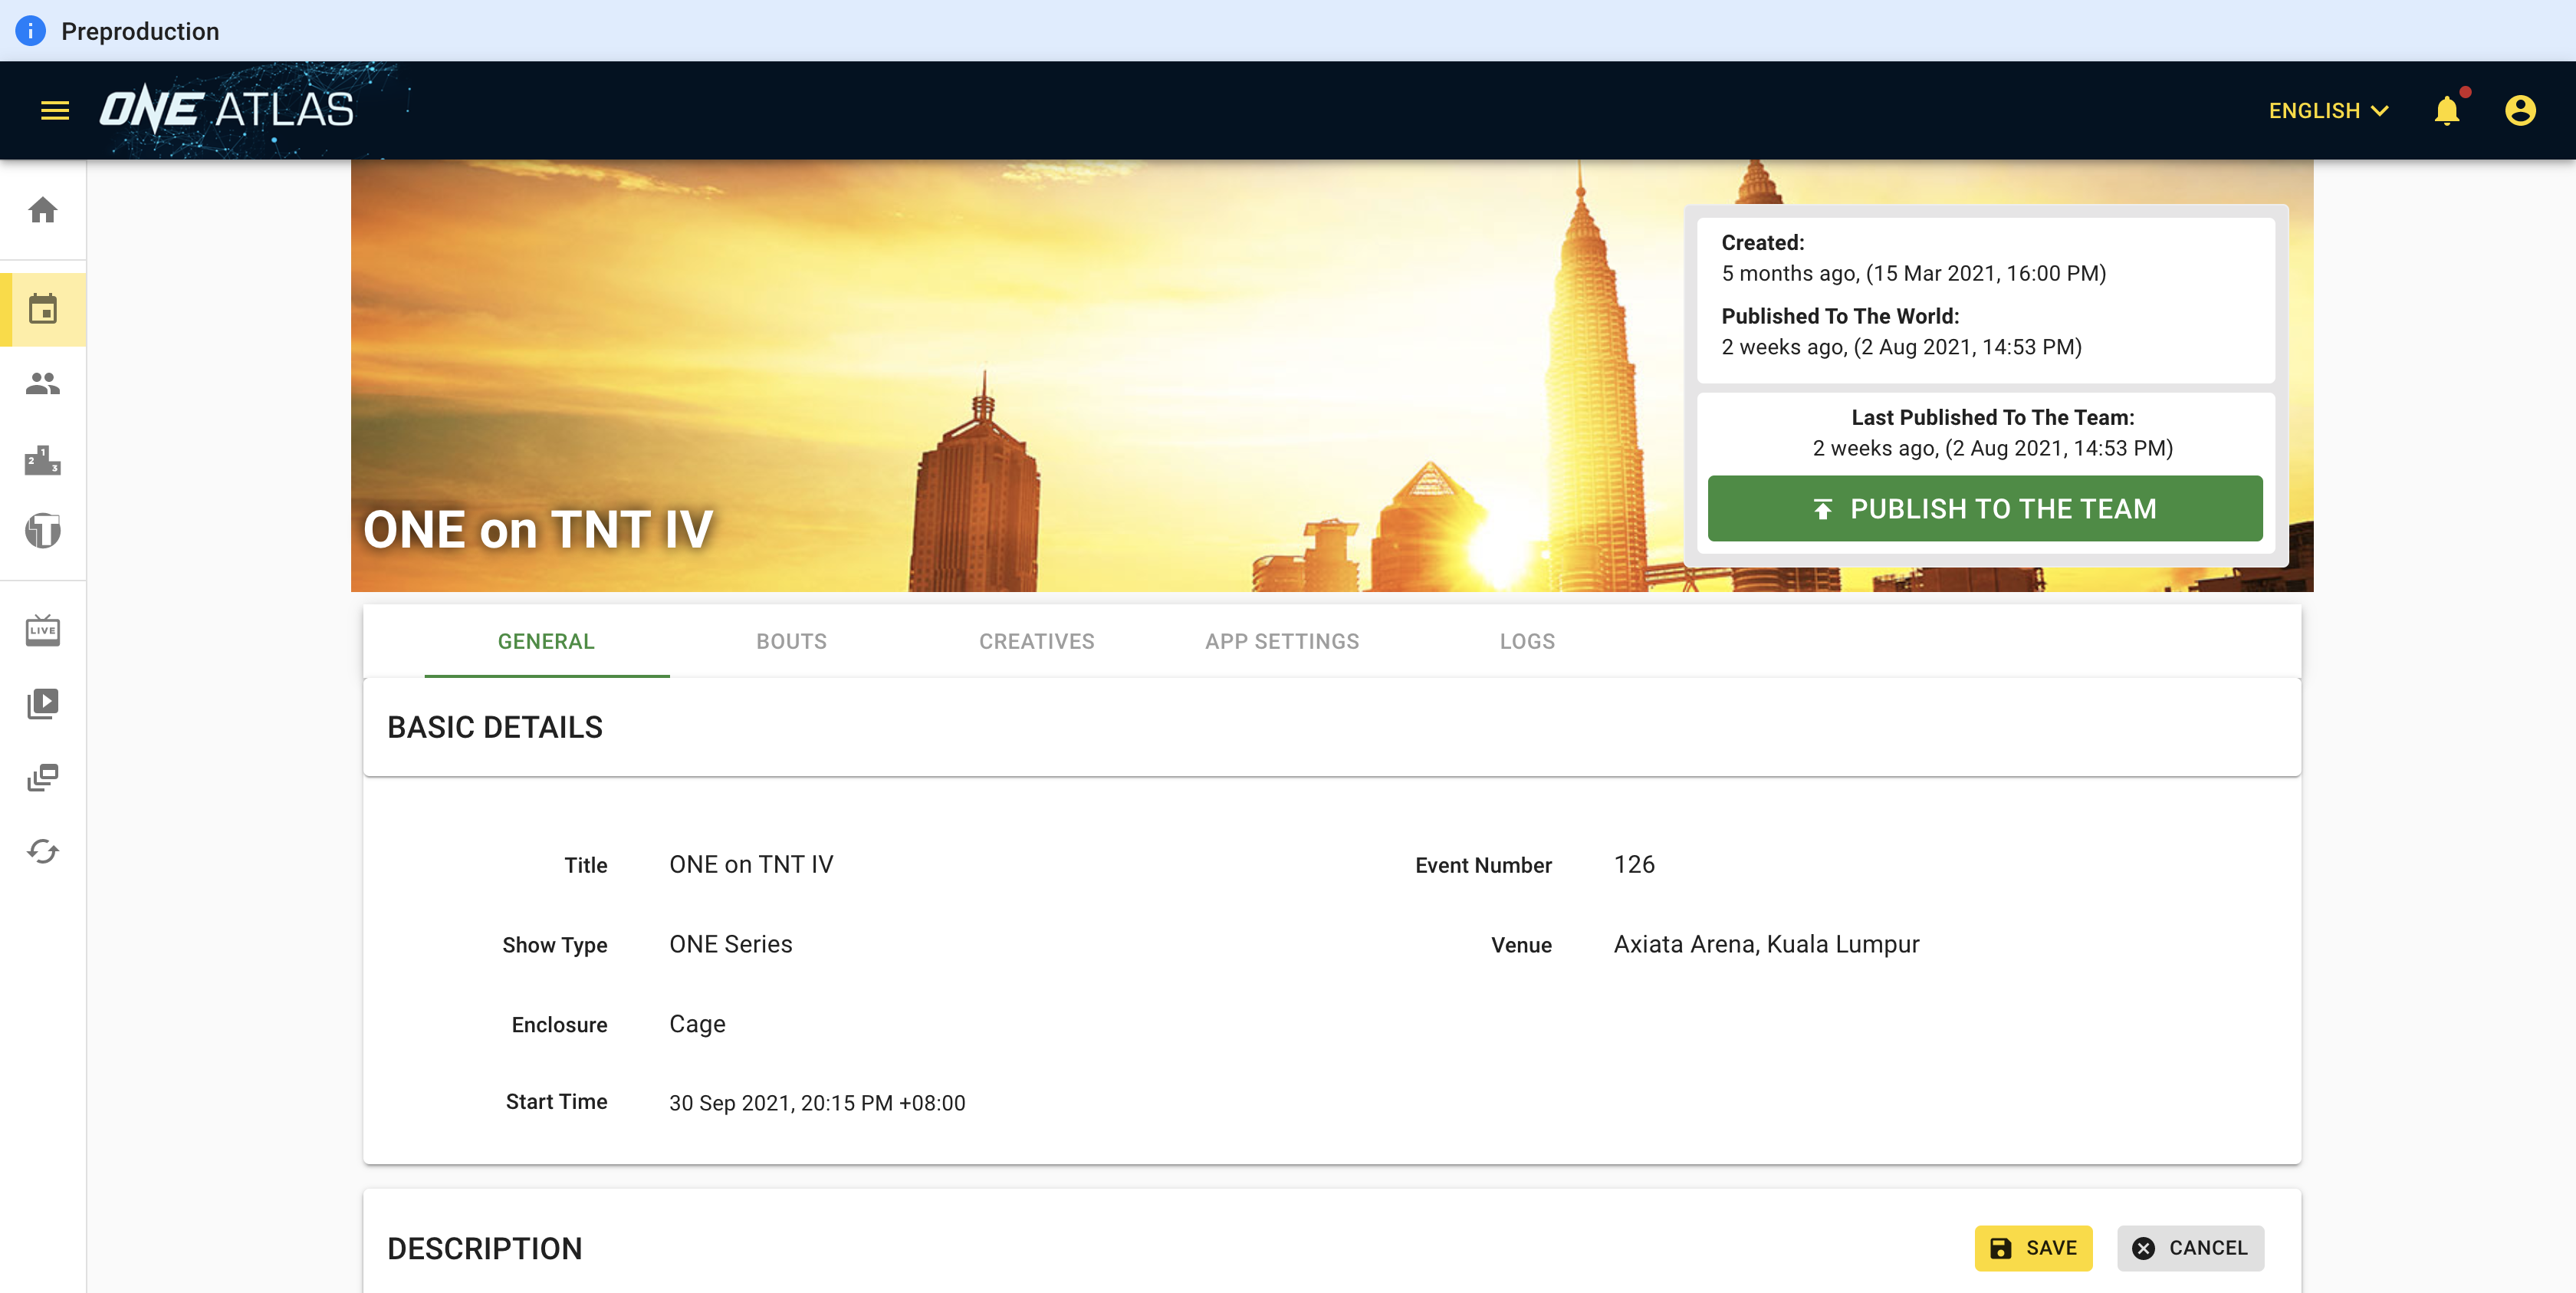 Preproduction
ONE ATLAS
ENGLISH
Created:
5 months ago, (15 Mar 2021, 16:00 PM)
Published To The World:
2 weeks ago, (2 Aug 2021, 14:53 PM)
Last Published To The Team:
2 weeks ago, (2 Aug 2021, 14:53 PM)
PUBLISH TO THE TEAM
ONE on TNT IV
2 1 3
LIVE
GENERAL BOUTS CREATIVES APP SETTINGS LOGS
BASIC DETAILS
Title ONE on TNT IV Event Number 126
Show Type ONE Series Venue Axiata Arena, Kuala Lumpur
Enclosure Cage
Start Time 30 Sep 2021, 20:15 PM +08:00
DESCRIPTION SAVE CANCEL